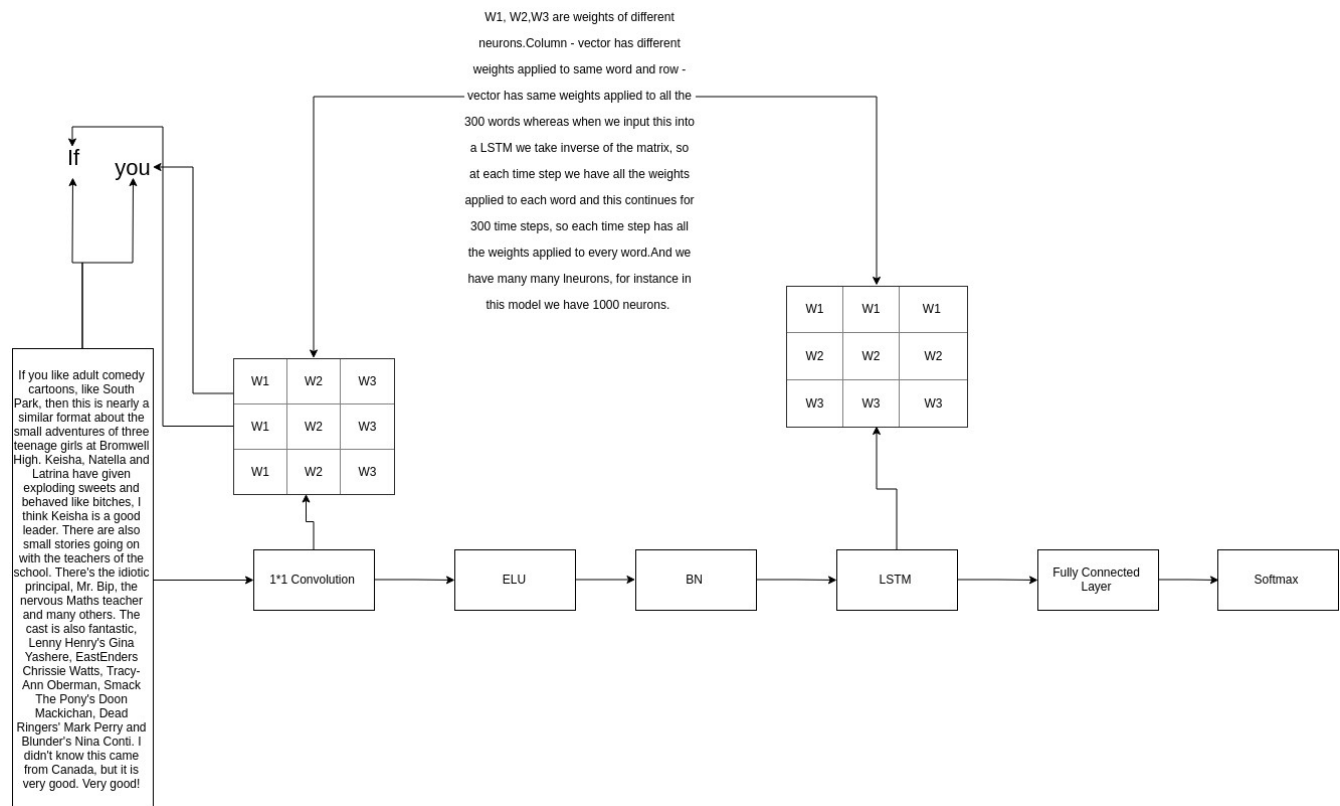 W1, W2,W3 are weights of different
neurons.Column - vector has different
weights applied to same word and row -
vector has same weights applied to all the
300 words whereas when we input this into
a LSTM we take inverse of the matrix, so
at each time step we have all the weights
applied to each word and this continues for
300 time steps, so each time step has all
the weights applied to every word.And we
have many many lneurons, for instance in
this model we have 1000 neurons.
If
you
If you like adult comedy
cartoons, like South
Park, then this is nearly a
similar format about the
small adventures of three
teenage girls at Bromwell
High. Keisha, Natella and
Latrina have given
exploding sweets and
behaved like bitches, I
think Keisha is a good
leader. There are also
small stories going on
with the teachers of the
school. There's the idiotic
principal, Mr. Bip, the
nervous Maths teacher
and many others. The
cast is also fantastic,
Lenny Henry's Gina
Yashere, EastEnders
Chrissie Watts, Tracy-
Ann Oberman, Smack
The Pony's Doon
Mackichan, Dead
Ringers' Mark Perry and
Blunder's Nina Conti. I
didn't know this came
from Canada, but it is
very good. Very good!
W1 W2 W3
W1 W2 W3
W1 W2 W3
W1 W1 W1
W2 W2 W2
W3 W3 W3
1*1 Convolution
ELU
BN
LSTM
Fully Connected
Layer
Softmax